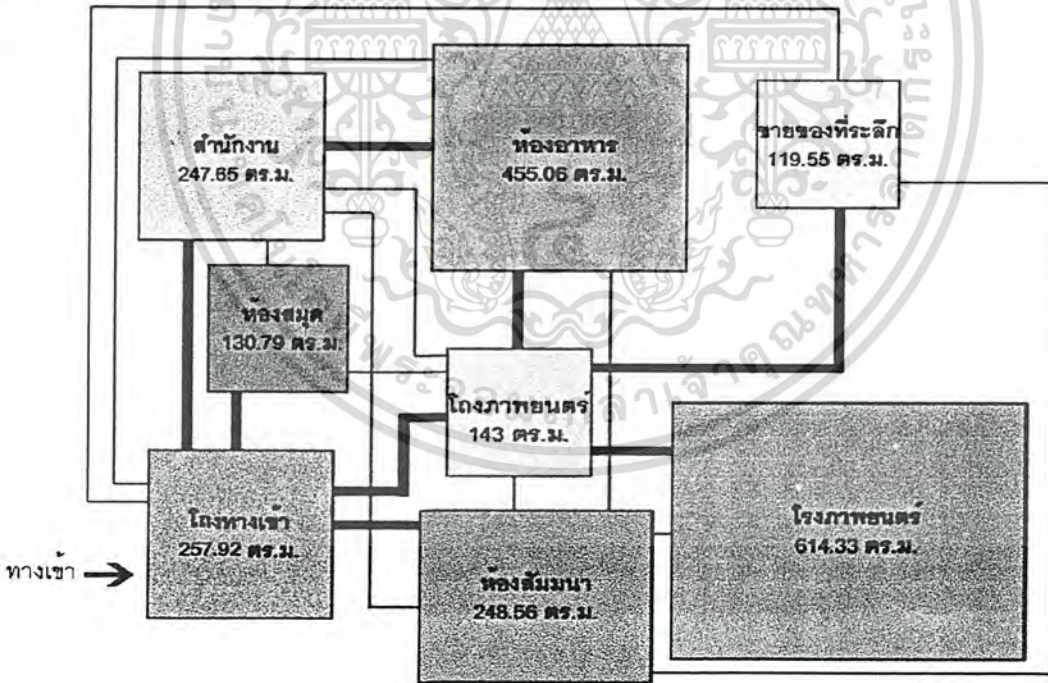 สำนักงาน
247.65 ตร.ม.
ห้องอาหาร
455.06 ตร.ม.
ขายของที่ระลึก
119.55 ตร.ม.
ห้องสมุด
130.79 ตร.ม.
โถงภาพยนตร์
143 ตร.ม.
โถงทางเข้า
257.92 ตร.ม.
ทางเข้า
ห้องสัมมนา
248.56 ตร.ม.
โรงภาพยนตร์
614.33 ตร.ม.